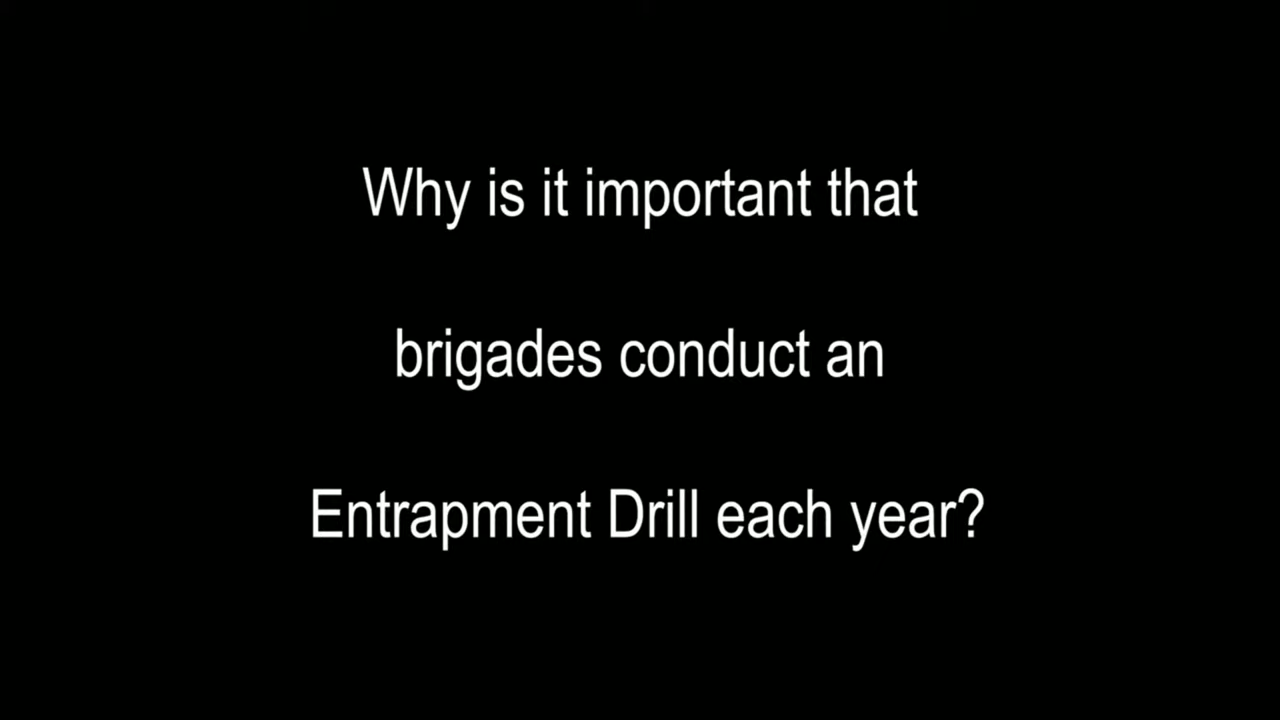 Why is it important that
brigades conduct an
Entrapment Drill each year?